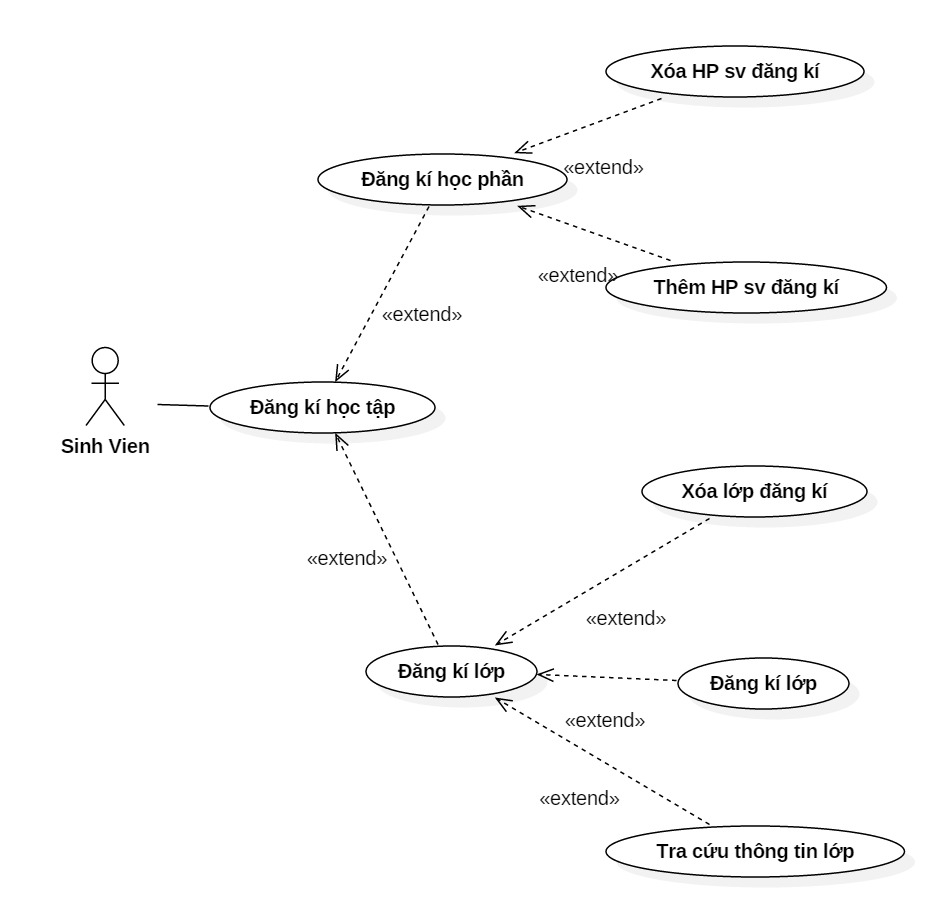 Xóa HP sv đăng kí
«extend»
Đăng kí học phần
«extend»
Thêm HP sv đăng kí
«extend»
Đăng kí học tập
Sinh Vien
Xóa lớp đăng kí
«extend»
«extend»
Đăng kí lớp
Đăng kí lớp
«extend»
«extend»
Tra cứu thông tin lớp